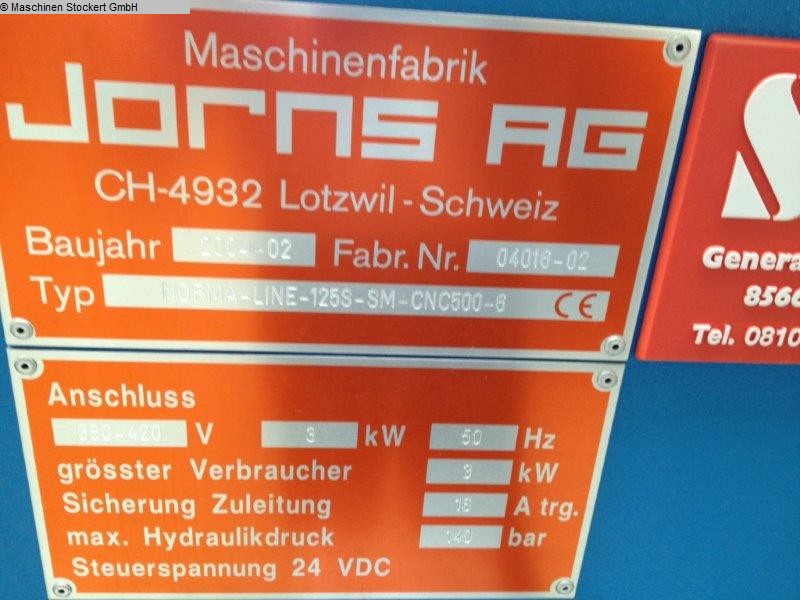 © Maschinen Stockert GmbH
Maschinenfabrik
Jorns AG
CH-4932 Lotzwil - Schweiz
Baujahr 2004-02 Fabr. Nr. 04016-02
Typ NORMA-LINE-125S-SM-CNC500-6 CE
Anschluss
380-420 V 3 kW 50 Hz
grösster Verbraucher 3 kW
Sicherung Zuleitung 16 A trg.
max. Hydraulikdruck 140 bar
Steuerspannung 24 VDC
S
Genera
856
Tel. 0810